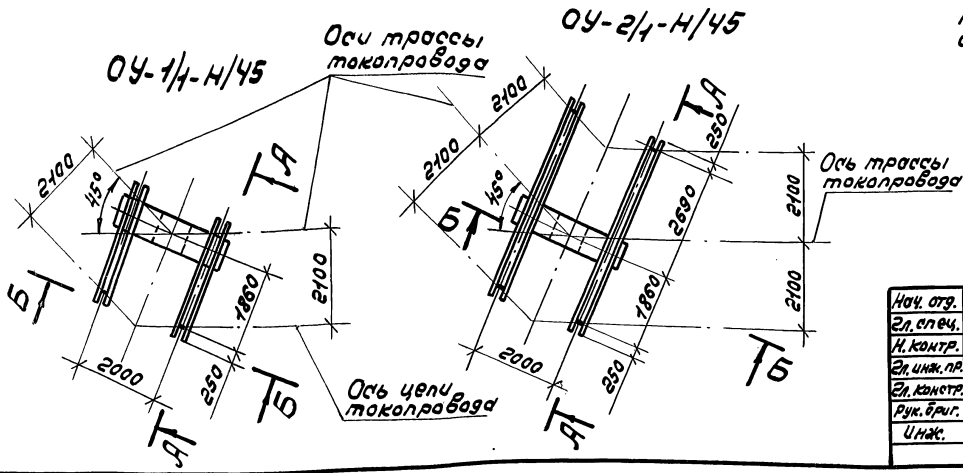 ОУ-1/1-Н/45
Оси трассы
токопровода
ОУ-2/1-Н/45
А
2100
2100
45°
Б
2100
1860
250
2000
Б
А
Ось цепи
токопровода
А
2100
2100
45°
Б
250
2690
2100
2100
1860
250
2000
Б
А
Ось трассы
токопровода
Нач. отд.
Гл. спец.
Н. контр.
Гл. инж. пр.
Гл. констр.
Рук. бриг.
Инж.